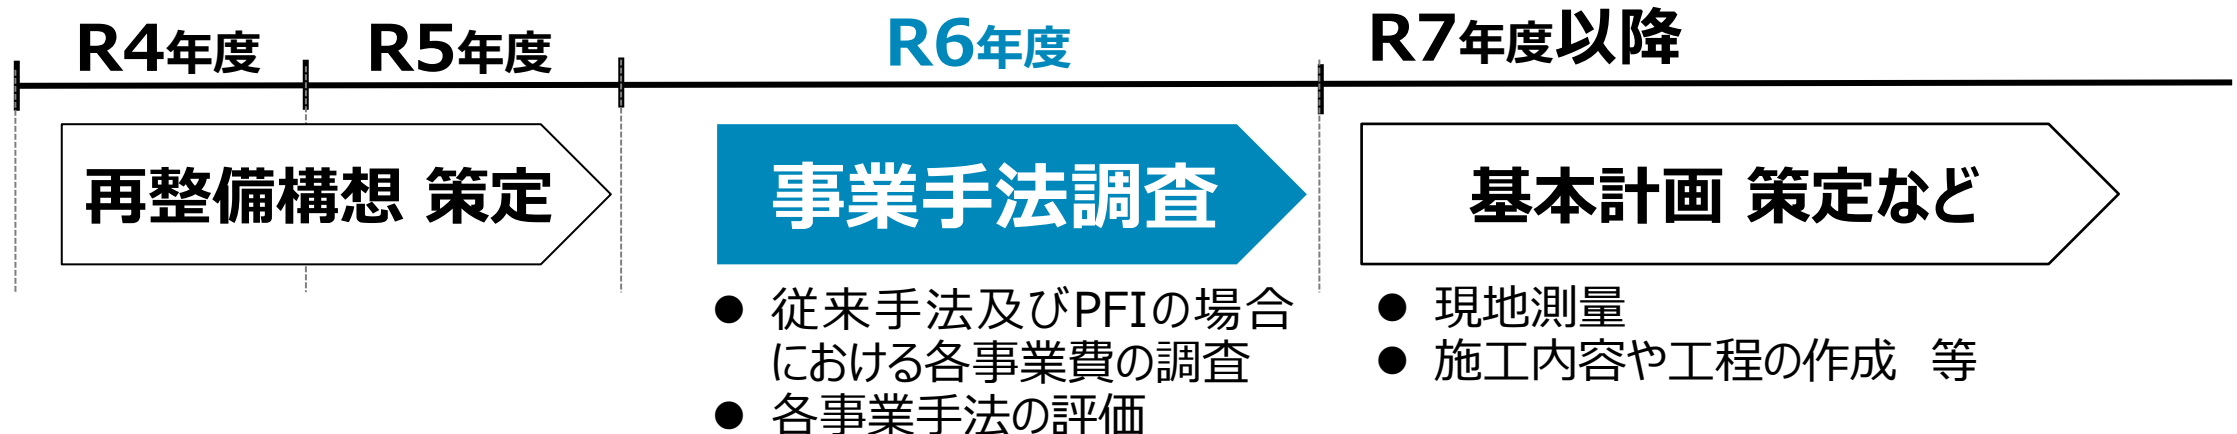 R4年度 R5年度 R6年度 R7年度以降
再整備構想 策定
事業手法調査
基本計画 策定など
● 従来手法及びPFIの場合
における各事業費の調査
● 各事業手法の評価
● 現地測量
● 施工内容や工程の作成　等